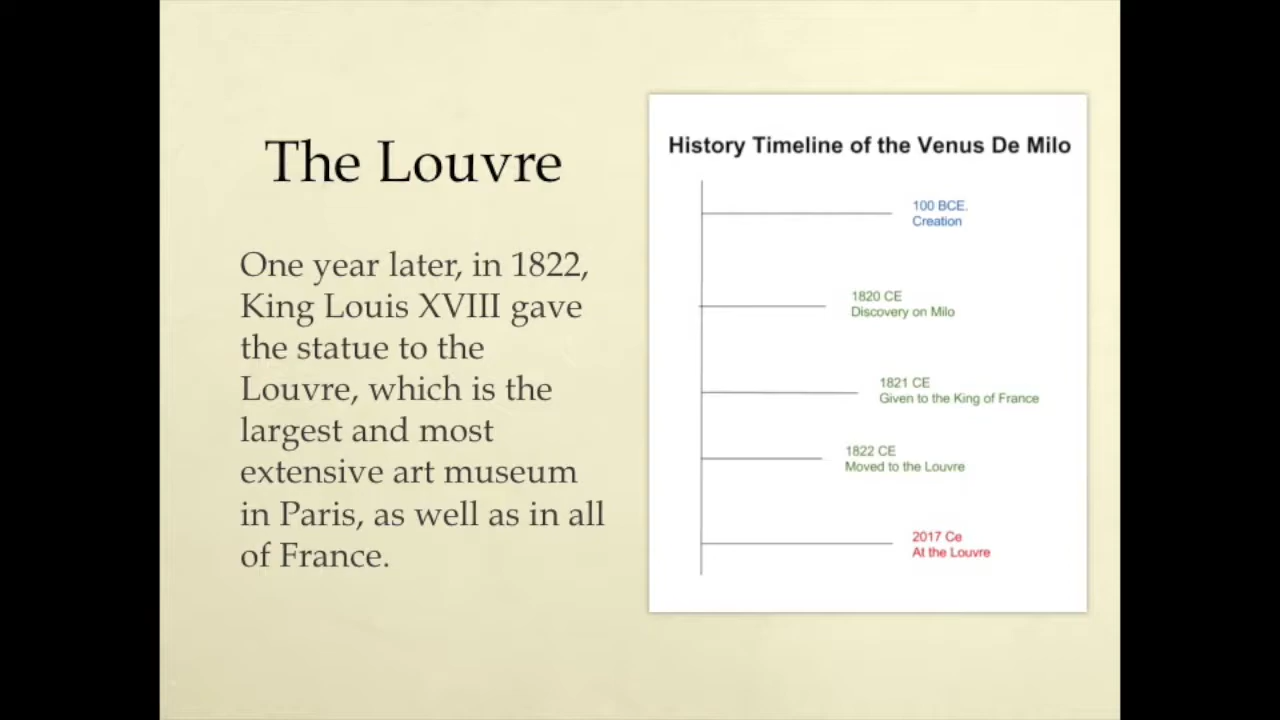 The Louvre
One year later, in 1822,
King Louis XVIII gave
the statue to the
Louvre, which is the
largest and most
extensive art museum
in Paris, as well as in all
of France.
History Timeline of the Venus De Milo
100 BCE.
Creation
1820 CE
Discovery on Milo
1821 CE
Given to the King of France
1822 CE
Moved to the Louvre
2017 Ce
At the Louvre